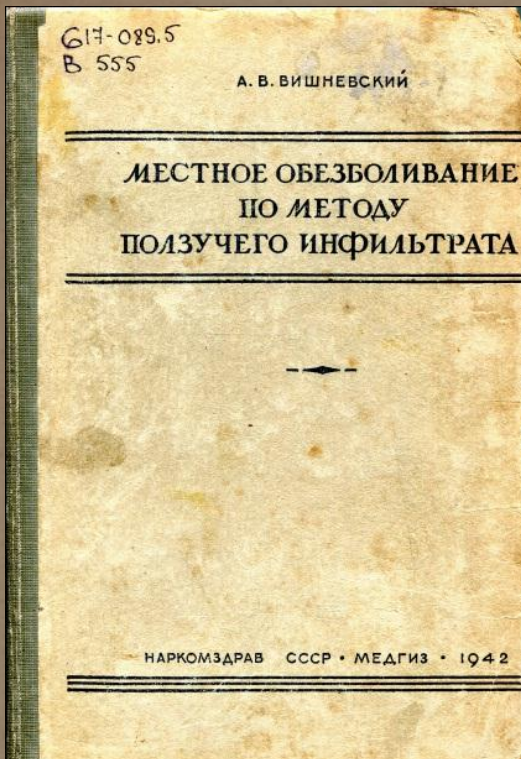 617-089.5
В 555
А. В. ВИШНЕВСКИЙ
МЕСТНОЕ ОБЕЗБОЛИВАНИЕ
ПО МЕТОДУ
ПОЛЗУЧЕГО ИНФИЛЬТРАТА
НАРКОМЗДРАВ СССР • МЕДГИЗ • 1942